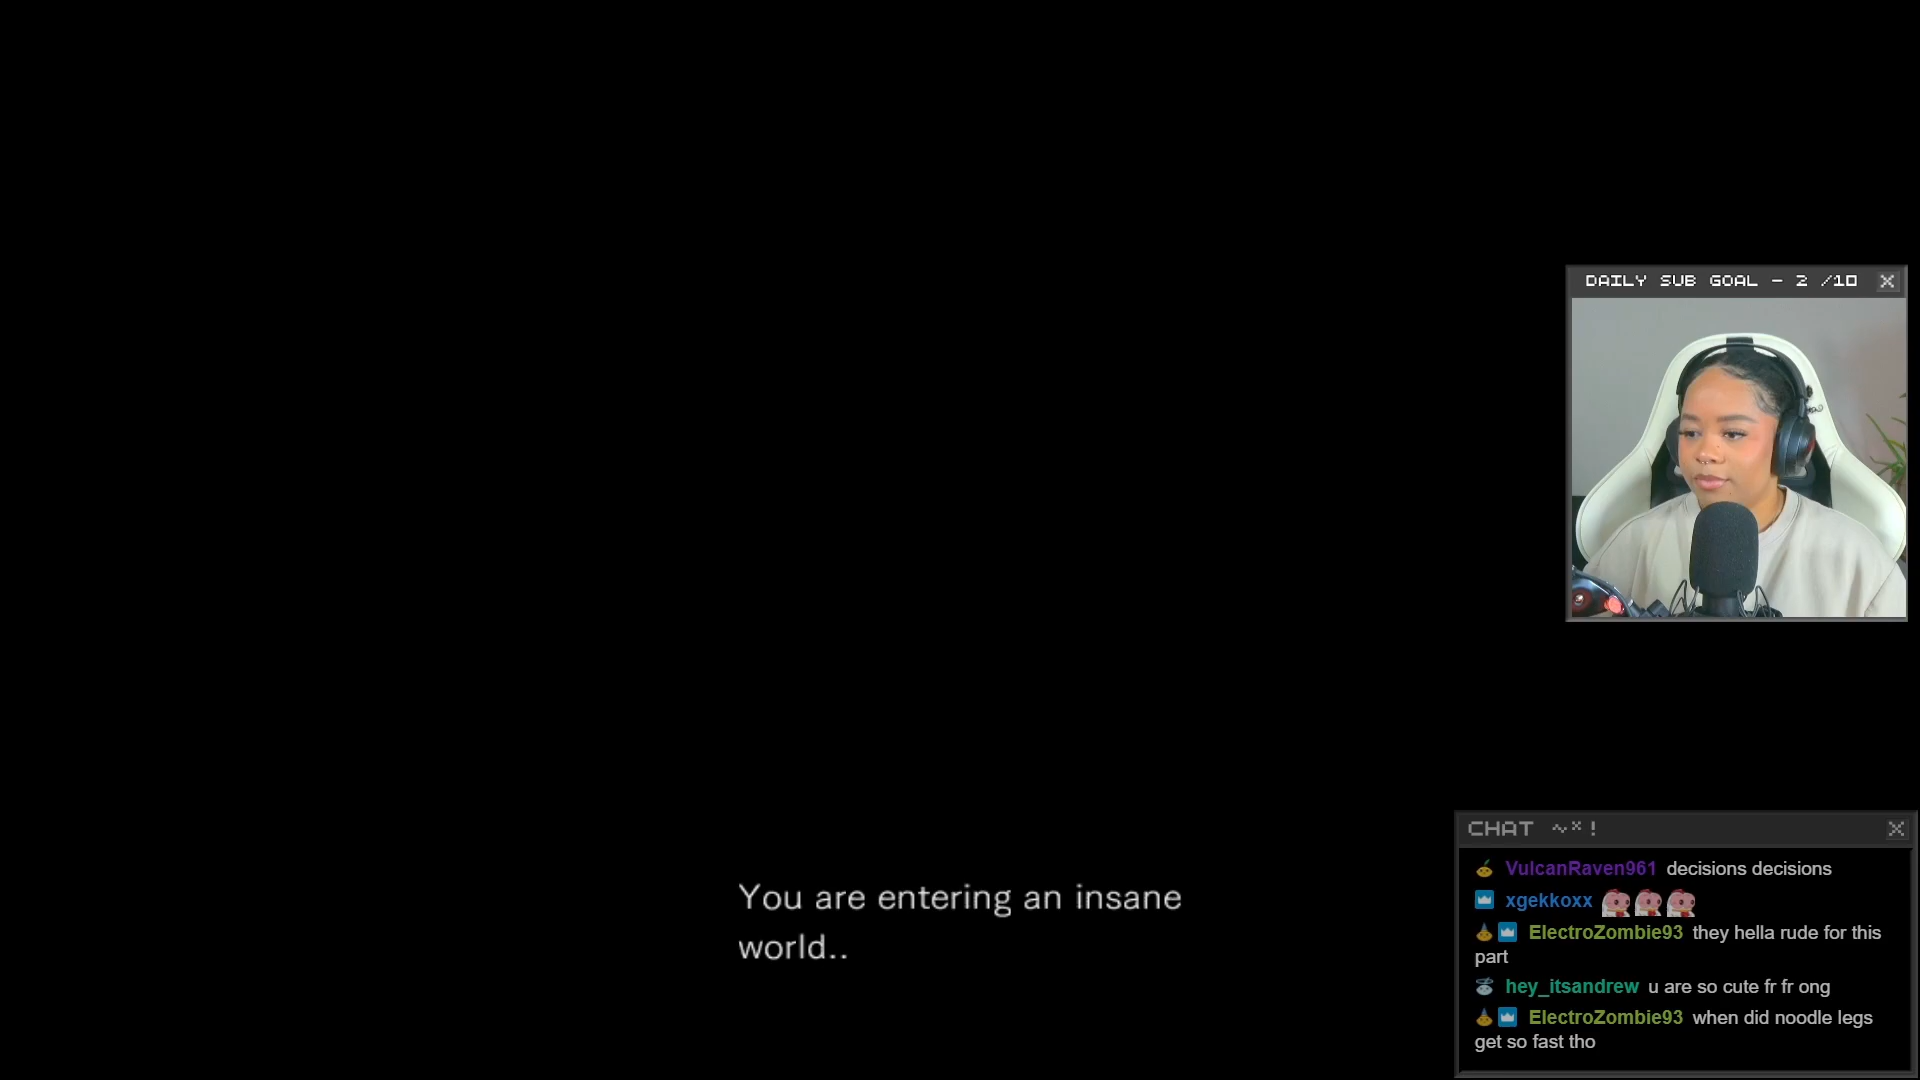 DAILY SUB GOAL - 2 /10
You are entering an insane
world..
CHAT ~* !
VulcanRaven961 decisions decisions
xgekkoxx
ElectroZombie93 they hella rude for this
part
hey_itsandrew u are so cute fr fr ong
ElectroZombie93 when did noodle legs
get so fast tho